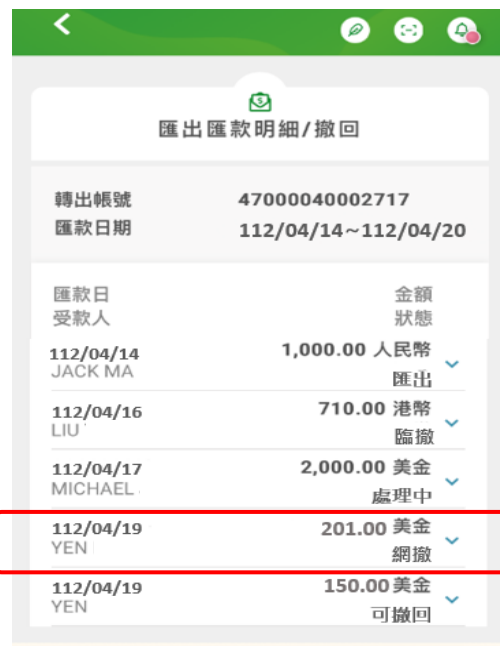 匯出匯款明細/撤回
轉出帳號 47000040002717
匯款日期 112/04/14~112/04/20
匯款日 金額
受款人 狀態
112/04/14 1,000.00 人民幣
JACK MA 匯出
112/04/16 710.00 港幣
LIU 臨撤
112/04/17 2,000.00 美金
MICHAEL 處理中
112/04/19 201.00 美金
YEN 網撤
112/04/19 150.00 美金
YEN 可撤回